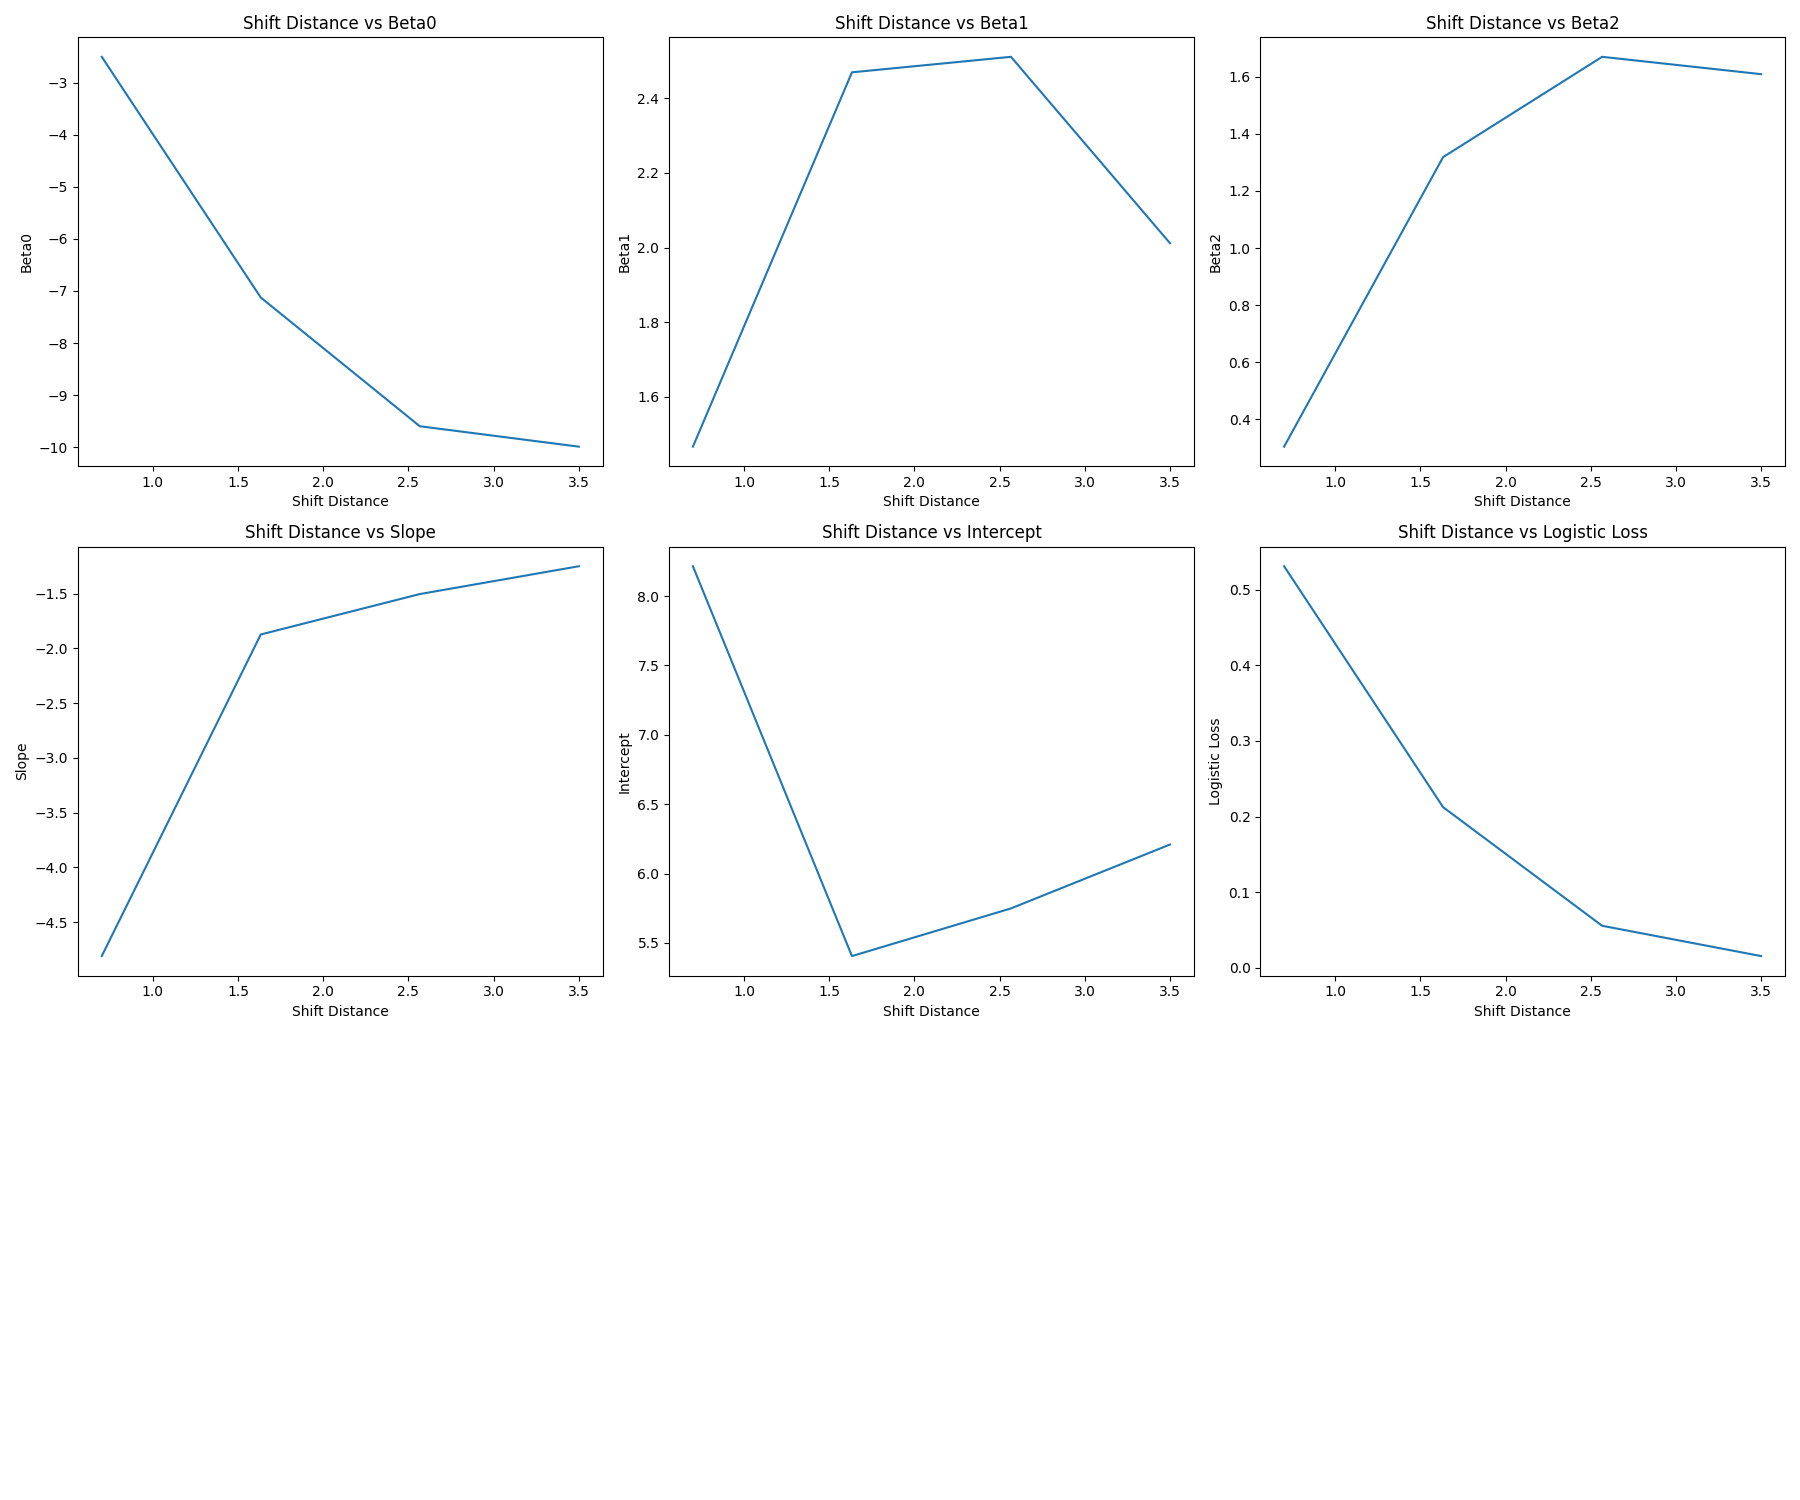 Shift Distance vs Beta0
Beta0
−3
−4
−5
−6
−7
−8
−9
−10
1.0 1.5 2.0 2.5 3.0 3.5
Shift Distance
Shift Distance vs Beta1
Beta1
2.4
2.2
2.0
1.8
1.6
1.0 1.5 2.0 2.5 3.0 3.5
Shift Distance
Shift Distance vs Beta2
Beta2
1.6
1.4
1.2
1.0
0.8
0.6
0.4
1.0 1.5 2.0 2.5 3.0 3.5
Shift Distance
Shift Distance vs Slope
Slope
−1.5
−2.0
−2.5
−3.0
−3.5
−4.0
−4.5
1.0 1.5 2.0 2.5 3.0 3.5
Shift Distance
Shift Distance vs Intercept
Intercept
8.0
7.5
7.0
6.5
6.0
5.5
1.0 1.5 2.0 2.5 3.0 3.5
Shift Distance
Shift Distance vs Logistic Loss
Logistic Loss
0.5
0.4
0.3
0.2
0.1
0.0
1.0 1.5 2.0 2.5 3.0 3.5
Shift Distance